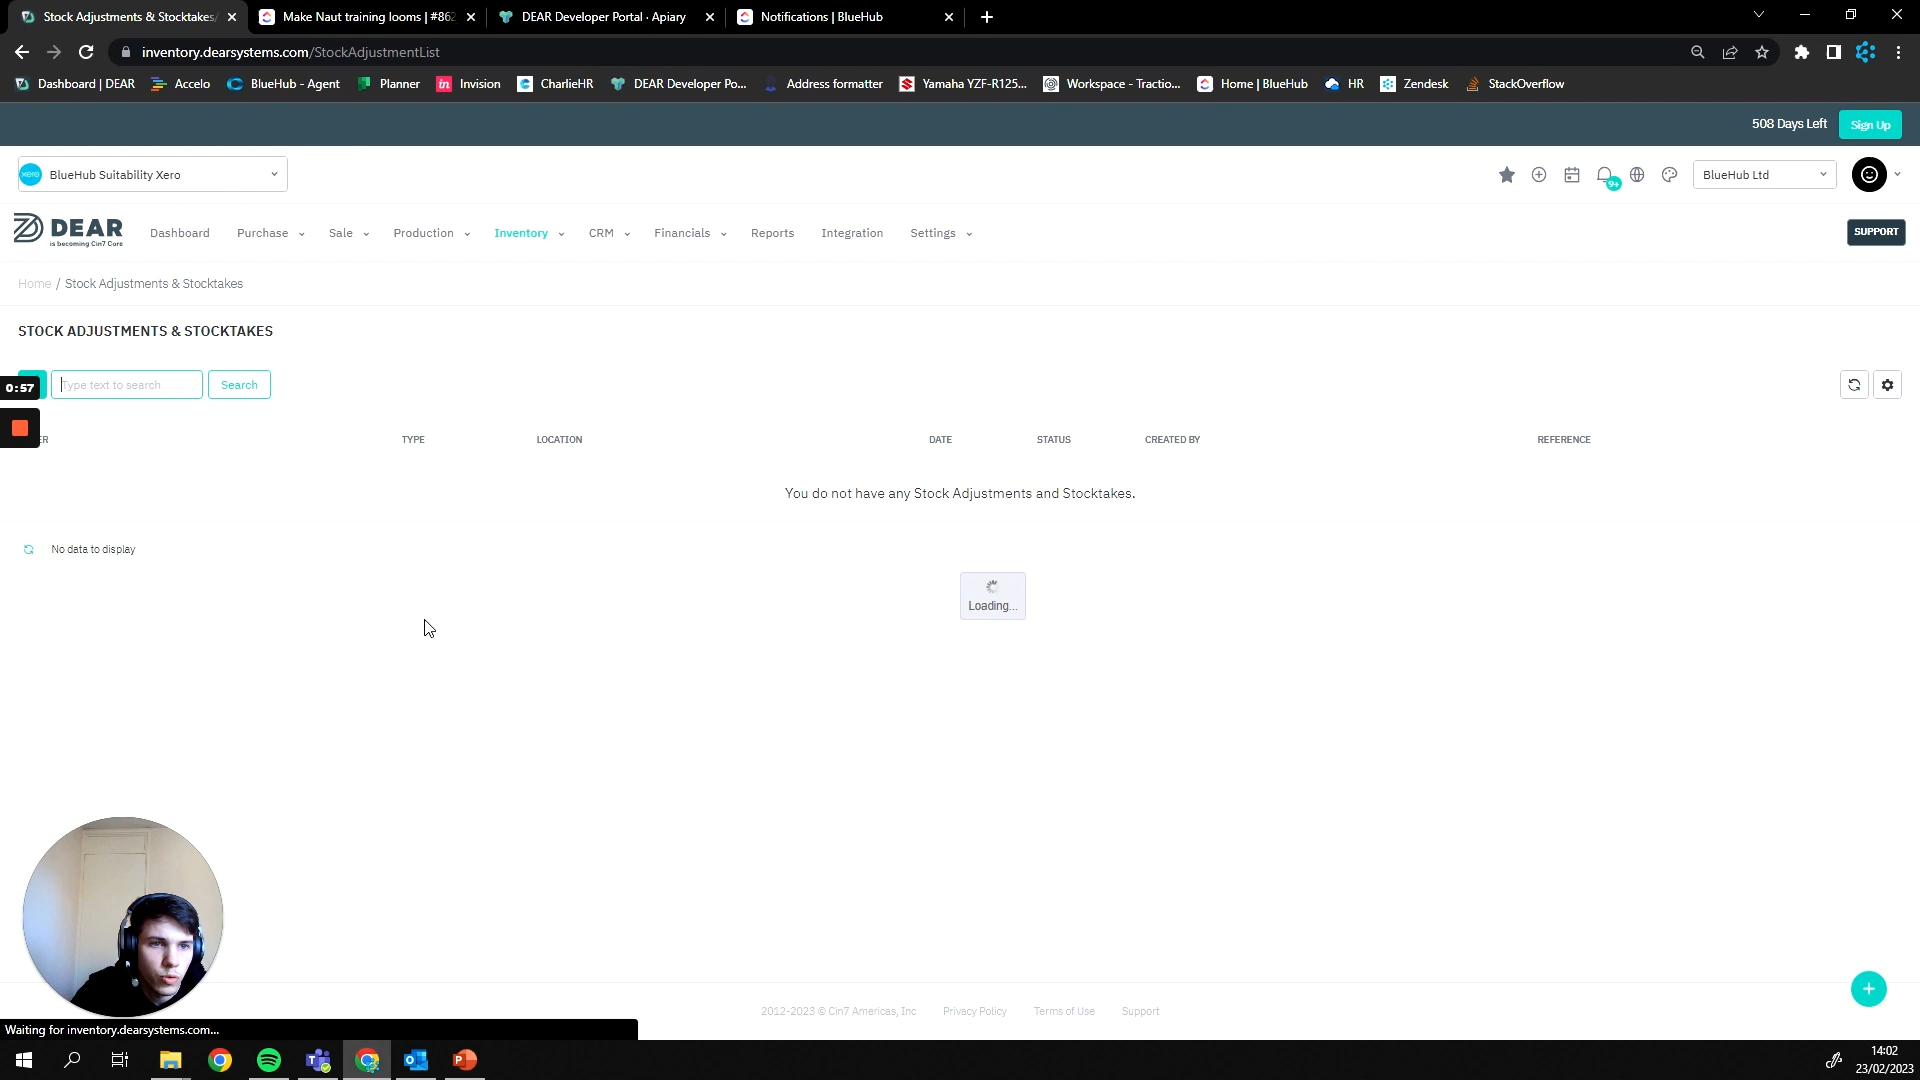 Stock Adjustments & Stocktakes/
Make Naut training looms | #862
DEAR Developer Portal · Apiary
Notifications | BlueHub
inventory.dearsystems.com/StockAdjustmentList
Dashboard | DEAR
Accelo
BlueHub - Agent
Planner
in Invision
CharlieHR
DEAR Developer Po...
Address formatter
Yamaha YZF-R125...
Workspace - Tractio...
Home | BlueHub
HR
Zendesk
StackOverflow
508 Days Left
Sign Up
xero BlueHub Suitability Xero
9+
BlueHub Ltd
DEAR
is becoming Cin7 Core
Dashboard
Purchase
Sale
Production
Inventory
CRM
Financials
Reports
Integration
Settings
SUPPORT
Home / Stock Adjustments & Stocktakes
STOCK ADJUSTMENTS & STOCKTAKES
0:57
Type text to search
Search
ER
TYPE
LOCATION
DATE
STATUS
CREATED BY
REFERENCE
You do not have any Stock Adjustments and Stocktakes.
No data to display
Loading...
2012-2023 © Cin7 Americas, Inc
Privacy Policy
Terms of Use
Support
Waiting for inventory.dearsystems.com...
14:02
23/02/2023